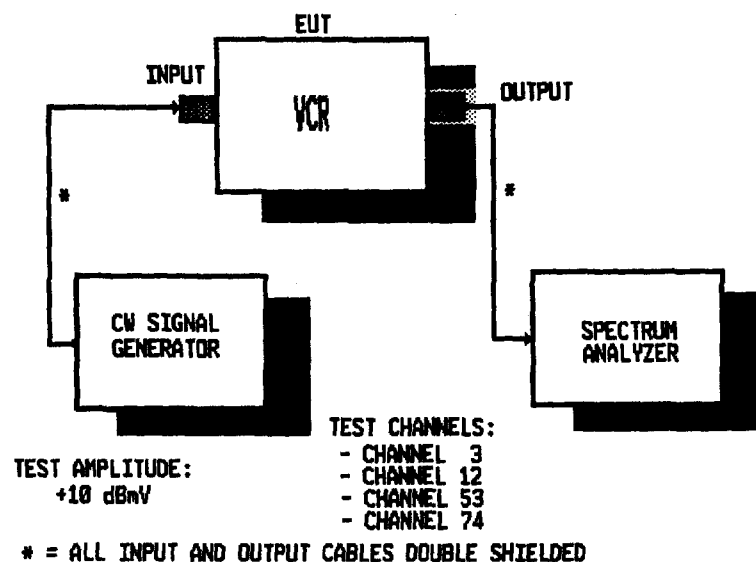 EUT
INPUT
VCR
OUTPUT
*
*
CW SIGNAL
GENERATOR
SPECTRUM
ANALYZER
TEST CHANNELS:
- CHANNEL 3
- CHANNEL 12
- CHANNEL 53
- CHANNEL 74
TEST AMPLITUDE:
+10 dBmV
* = ALL INPUT AND OUTPUT CABLES DOUBLE SHIELDED